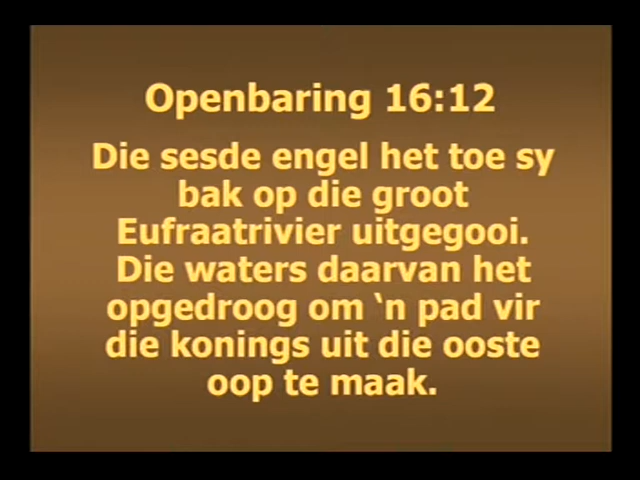 Openbaring 16:12
Die sesde engel het toe sy
bak op die groot
Eufraatrivier uitgegooi.
Die waters daarvan het
opgedroog om ‘n pad vir
die konings uit die ooste
oop te maak.